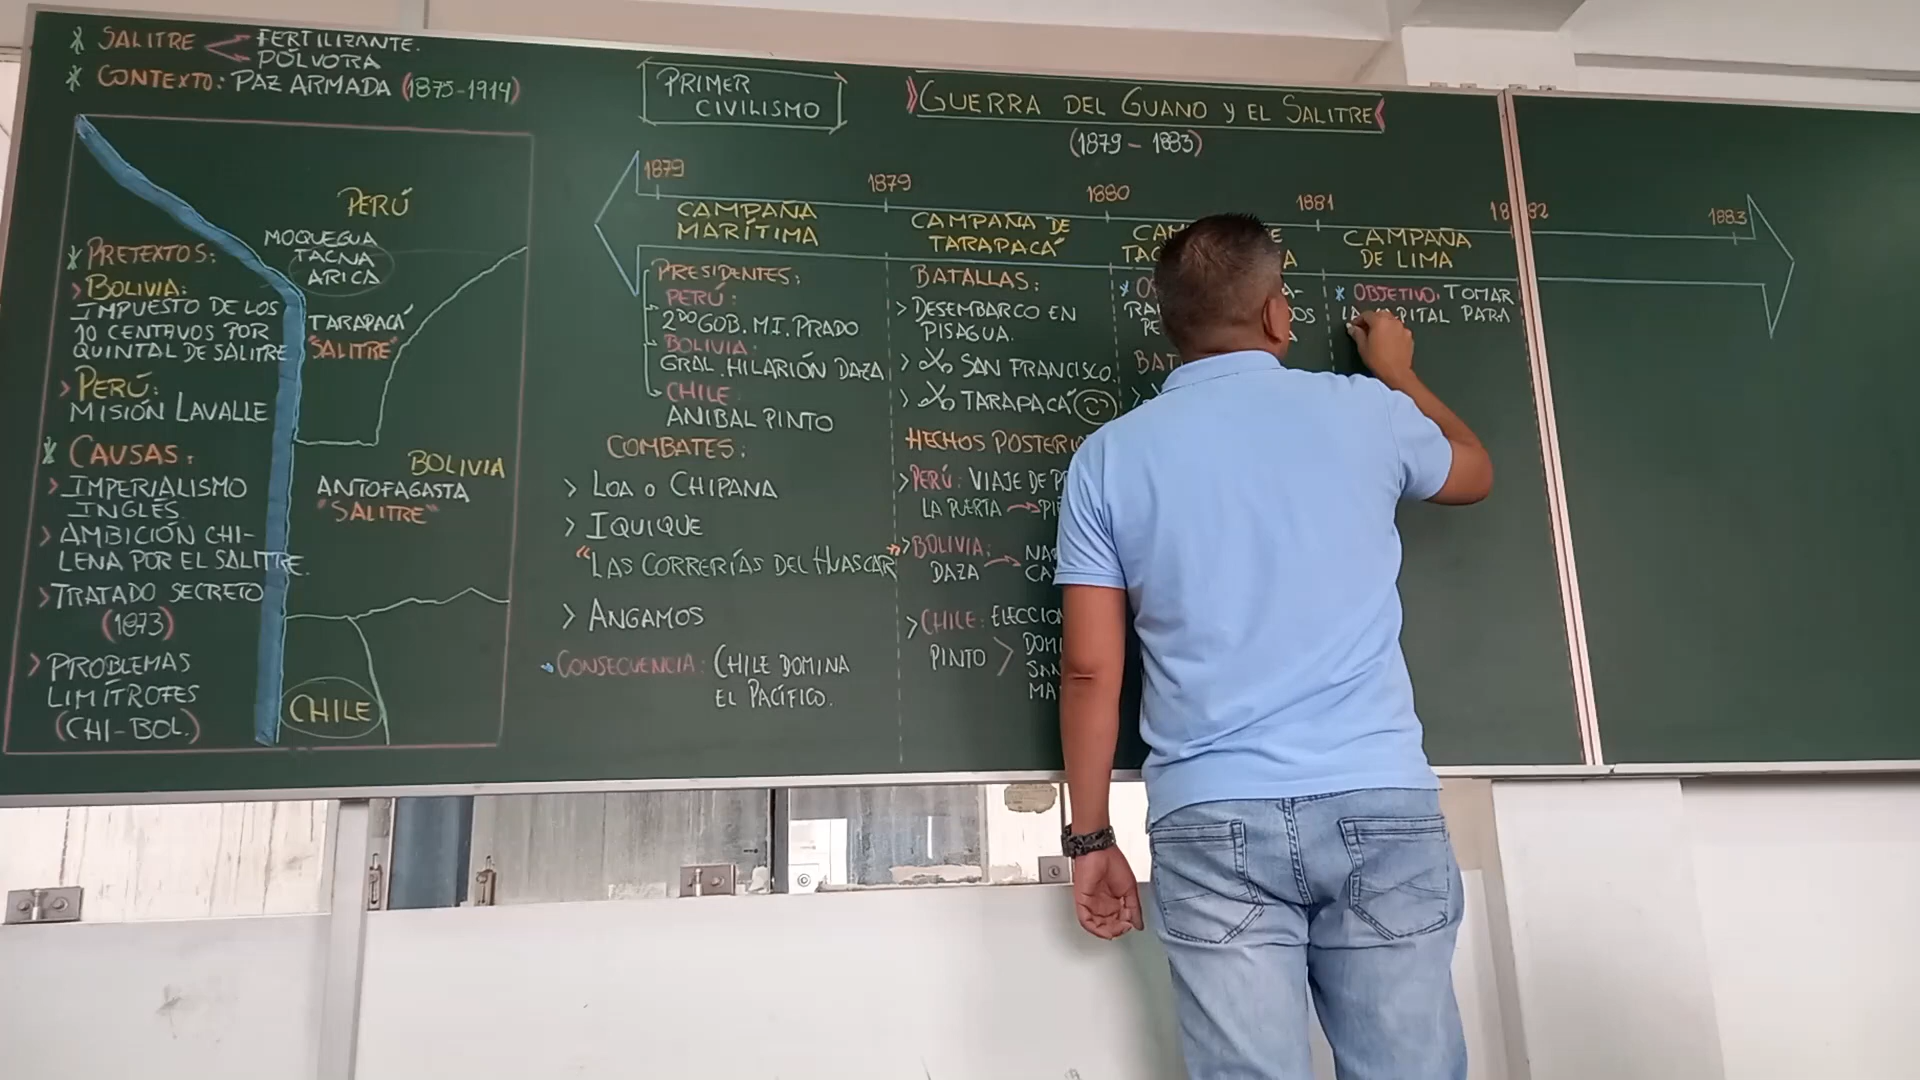 * SALITRE
FERTILIZANTE.
PÓLVORA
* CONTEXTO: PAZ ARMADA (1875-1914)
PERÚ
MOQUEGUA
TACNA
ARICA
* PRETEXTOS:
> BOLIVIA:
IMPUESTO DE LOS
10 CENTAVOS POR
QUINTAL DE SALITRE
TARAPACÁ
"SALITRE"
> PERÚ:
MISIÓN LAVALLE
* CAUSAS:
> IMPERIALISMO
INGLÉS.
> AMBICIÓN CHI-
LENA POR EL SALITRE.
> TRATADO SECRETO
(1873)
> PROBLEMAS
LIMÍTROFES
(CHI-BOL.)
BOLIVIA
ANTOFAGASTA
"SALITRE"
CHILE
PRIMER
CIVILISMO
GUERRA DEL GUANO Y EL SALITRE
(1879 - 1883)
1879
1879
1880
1881
1882
1883
CAMPAÑA
MARÍTIMA
PRESIDENTES:
PERÚ:
2DO GOB. M.I. PRADO
BOLIVIA:
GRAL. HILARIÓN DAZA
CHILE:
ANIBAL PINTO
COMBATES:
> LOA O CHIPANA
> IQUIQUE
"LAS CORRERÍAS DEL HUASCAR"
> ANGAMOS
CONSECUENCIA: CHILE DOMINA
EL PACÍFICO.
CAMPAÑA DE
TARAPACÁ
BATALLAS:
> DESEMBARCO EN
PISAGUA.
> SAN FRANCISCO.
> TARAPACÁ
HECHOS
> PERÚ: VIAJE DE
LA PUERTA
> BOLIVIA:
DAZA
> CHILE:
PINTO
CAMPAÑA
DE LIMA
* OBJETIVO: TOMAR
LA CAPITAL PARA